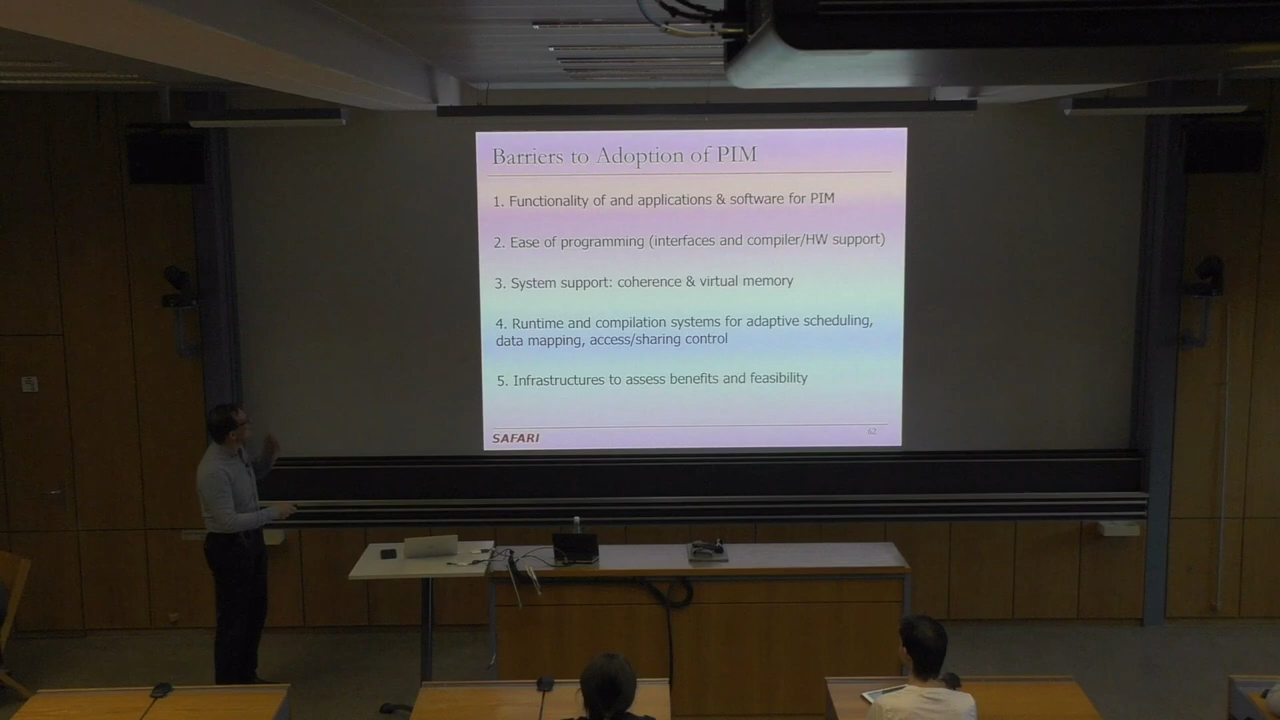 Barriers to Adoption of PIM
1. Functionality of and applications & software for PIM
2. Ease of programming (interfaces and compiler/HW support)
3. System support: coherence & virtual memory
4. Runtime and compilation systems for adaptive scheduling,
data mapping, access/sharing control
5. Infrastructures to assess benefits and feasibility
SAFARI
62